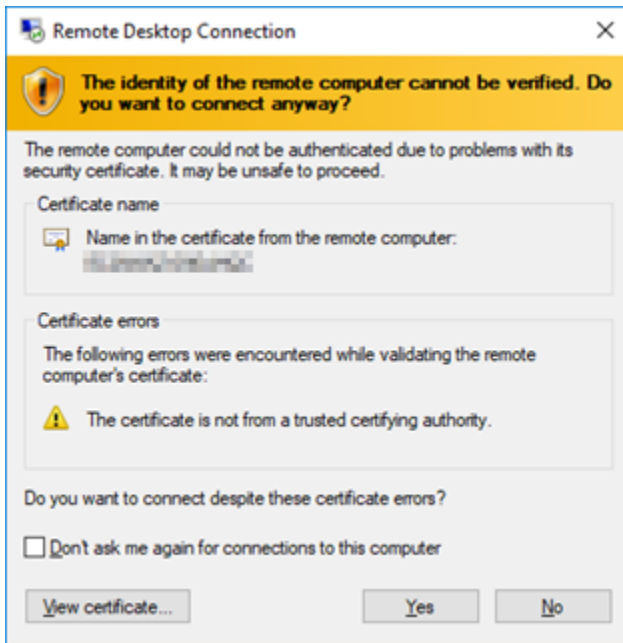 Remote Desktop Connection
The identity of the remote computer cannot be verified. Do
you want to connect anyway?
The remote computer could not be authenticated due to problems with its
security certificate. It may be unsafe to proceed.
Certificate name
Name in the certificate from the remote computer:
Certificate errors
The following errors were encountered while validating the remote
computer's certificate:
The certificate is not from a trusted certifying authority.
Do you want to connect despite these certificate errors?
Don't ask me again for connections to this computer
View certificate...
Yes
No